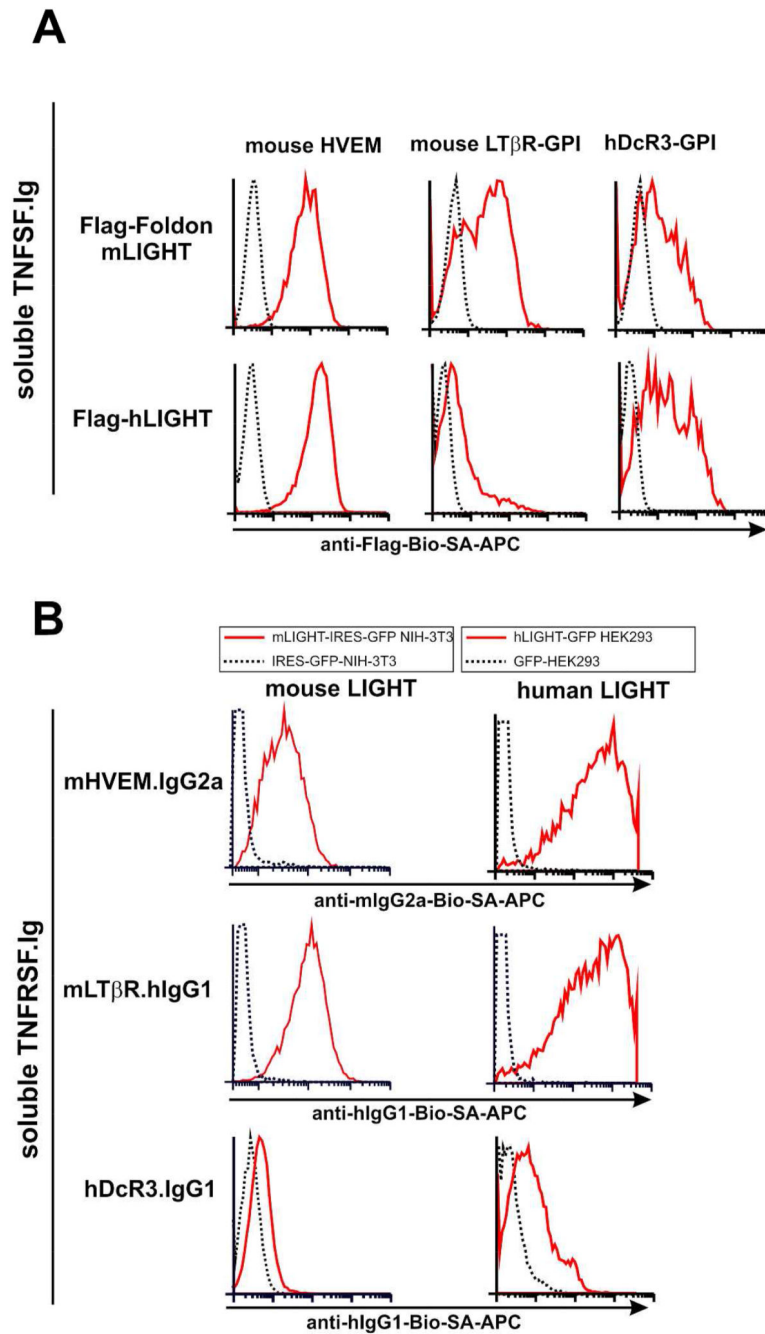 A
mouse HVEM mouse LTβR-GPI hDcR3-GPI
soluble TNFSF.Ig
Flag-Foldon
mLIGHT
Flag-hLIGHT
anti-Flag-Bio-SA-APC
B
mLIGHT-IRES-GFP NIH-3T3 hLIGHT-GFP HEK293
IRES-GFP-NIH-3T3 GFP-HEK293
mouse LIGHT human LIGHT
soluble TNFRSF.Ig
mHVEM.IgG2a
anti-mIgG2a-Bio-SA-APC
mLTβR.hIgG1
anti-hIgG1-Bio-SA-APC
hDcR3.IgG1
anti-hIgG1-Bio-SA-APC